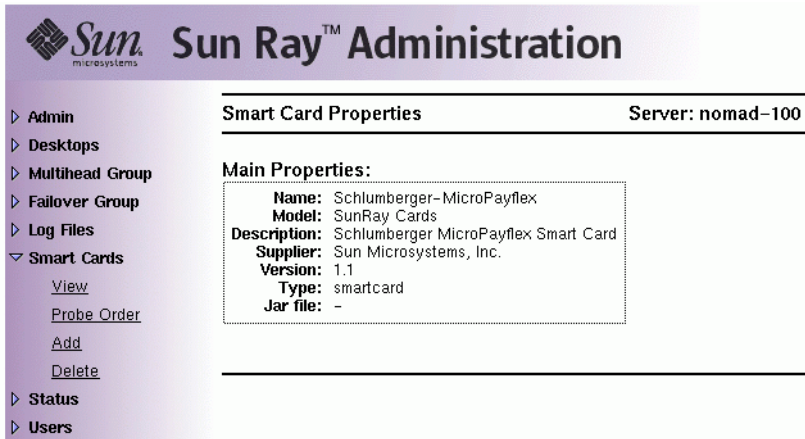 Sun microsystems Sun Ray™ Administration
Admin
Desktops
Multihead Group
Failover Group
Log Files
Smart Cards
View
Probe Order
Add
Delete
Status
Users
Smart Card Properties Server: nomad-100
Main Properties:
Name: Schlumberger-MicroPayflex
Model: SunRay Cards
Description: Schlumberger MicroPayflex Smart Card
Supplier: Sun Microsystems, Inc.
Version: 1.1
Type: smartcard
Jar file: -